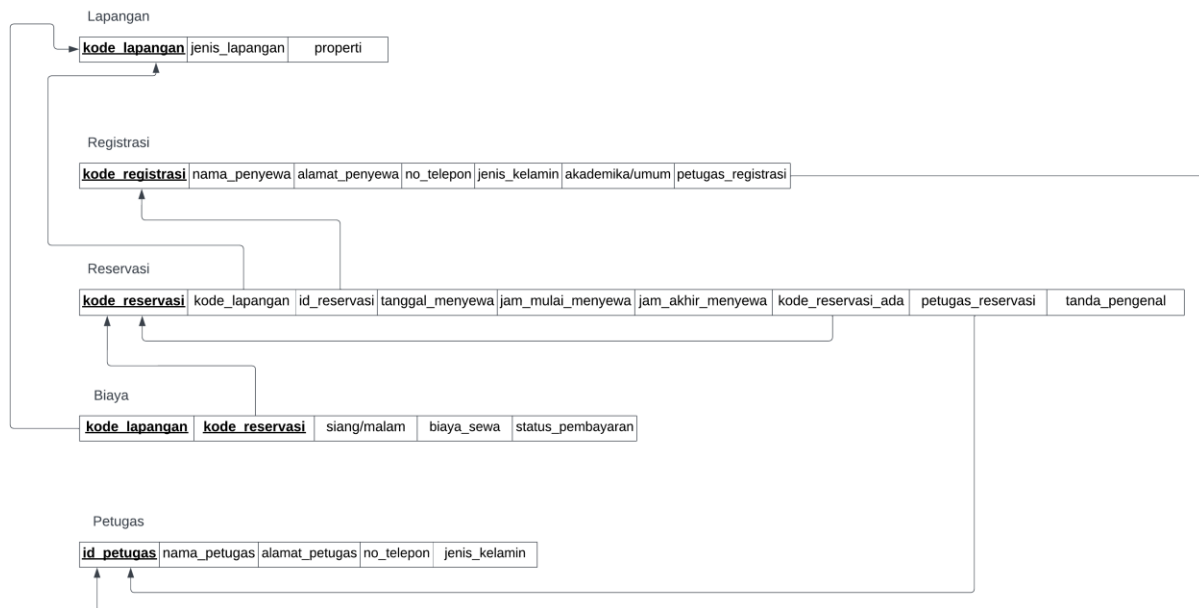 Lapangan
kode_lapangan jenis_lapangan properti
Registrasi
kode_registrasi nama_penyewa alamat_penyewa no_telepon jenis_kelamin akademika/umum petugas_registrasi
Reservasi
kode_reservasi kode_lapangan id_reservasi tanggal_menyewa jam_mulai_menyewa jam_akhir_menyewa kode_reservasi_ada petugas_reservasi tanda_pengenal
Biaya
kode_lapangan kode_reservasi siang/malam biaya_sewa status_pembayaran
Petugas
id_petugas nama_petugas alamat_petugas no_telepon jenis_kelamin